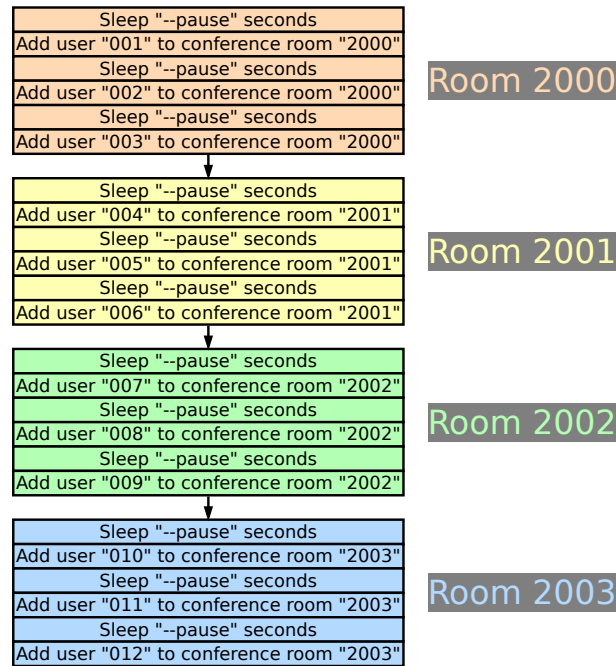 Sleep "--pause" seconds
Add user "001" to conference room "2000"
Sleep "--pause" seconds
Add user "002" to conference room "2000"
Sleep "--pause" seconds
Add user "003" to conference room "2000"
Room 2000
Sleep "--pause" seconds
Add user "004" to conference room "2001"
Sleep "--pause" seconds
Add user "005" to conference room "2001"
Sleep "--pause" seconds
Add user "006" to conference room "2001"
Room 2001
Sleep "--pause" seconds
Add user "007" to conference room "2002"
Sleep "--pause" seconds
Add user "008" to conference room "2002"
Sleep "--pause" seconds
Add user "009" to conference room "2002"
Room 2002
Sleep "--pause" seconds
Add user "010" to conference room "2003"
Sleep "--pause" seconds
Add user "011" to conference room "2003"
Sleep "--pause" seconds
Add user "012" to conference room "2003"
Room 2003